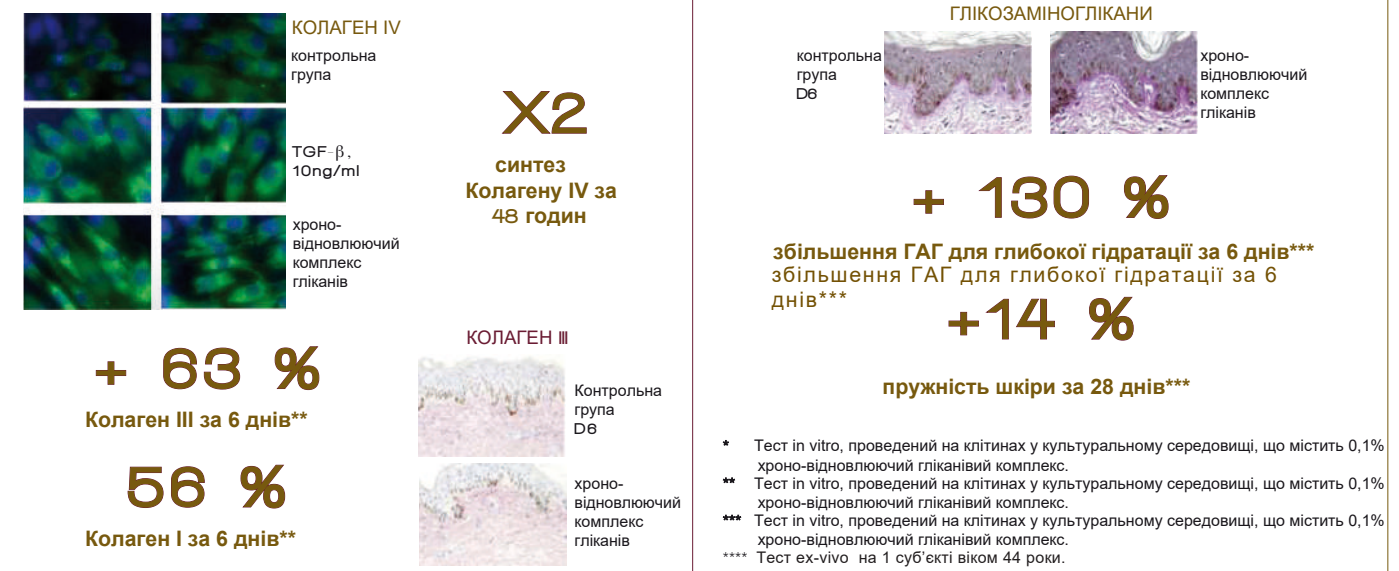 КОЛАГЕН IV
контрольна
група
TGF-β,
10ng/ml
хроно-
відновлюючий
комплекс
гліканів
X2
синтез
Колагену IV за
48 годин
+ 63 %
Колаген III за 6 днів**
56 %
Колаген I за 6 днів**
КОЛАГЕН III
Контрольна
група
D6
хроно-
відновлюючий
комплекс
гліканів
ГЛІКОЗАМІНОГЛІКАНИ
контрольна
група
D6
хроно-
відновлюючий
комплекс
гліканів
+ 130 %
збільшення ГАГ для глибокої гідратації за 6 днів***
збільшення ГАГ для глибокої гідратації за 6
днів***
+14 %
пружність шкіри за 28 днів***
* Тест in vitro, проведений на клітинах у культуральному середовищі, що містить 0,1%
хроно-відновлюючий гліканівий комплекс.
** Тест in vitro, проведений на клітинах у культуральному середовищі, що містить 0,1%
хроно-відновлюючий гліканівий комплекс.
*** Тест in vitro, проведений на клітинах у культуральному середовищі, що містить 0,1%
хроно-відновлюючий гліканівий комплекс.
**** Тест ex-vivo на 1 суб’єкті віком 44 роки.